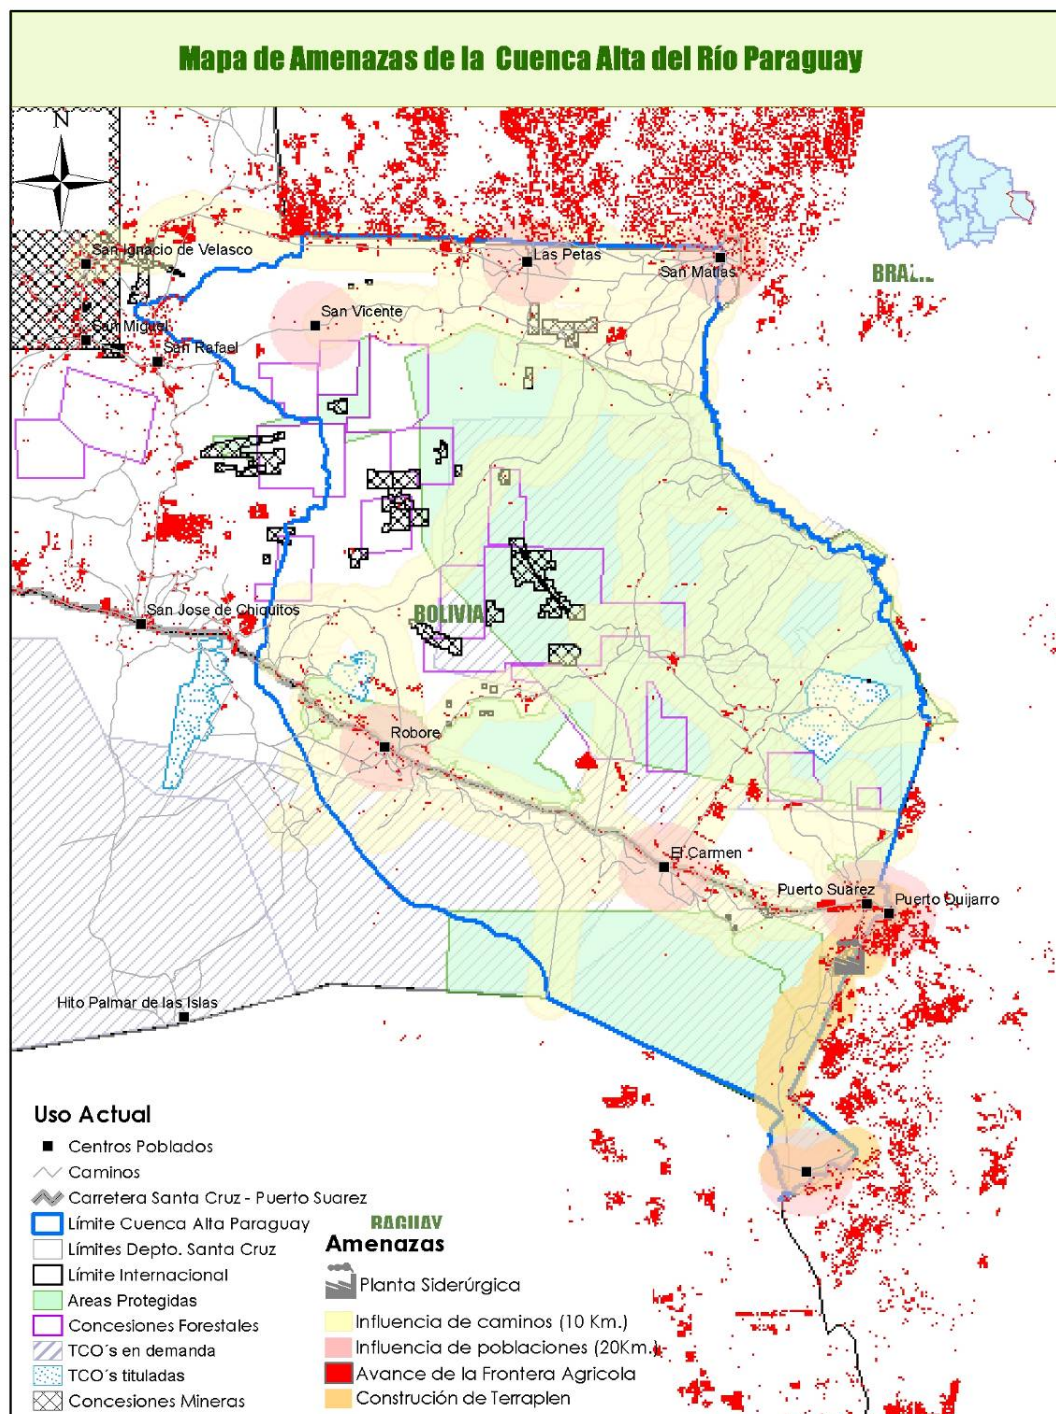 Mapa de Amenazas de la Cuenca Alta del Río Paraguay
N
San Ignacio de Velasco
Las Petas
San Matias
BRAZIL
San Vicente
San Miguel
San Rafael
San Jose de Chiquitos
BOLIVIA
Robore
El Carmen
Puerto Suarez
Puerto Quijarro
Hito Palmar de las Islas
Uso Actual
Centros Poblados
Caminos
Carretera Santa Cruz - Puerto Suarez
Límite Cuenca Alta Paraguay
Límites Depto. Santa Cruz
Límite Internacional
Areas Protegidas
Concesiones Forestales
TCO´s en demanda
TCO´s tituladas
Concesiones Mineras
RAGUAY
Amenazas
Planta Siderúrgica
Influencia de caminos (10 Km.)
Influencia de poblaciones (20Km.)
Avance de la Frontera Agricola
Construción de Terraplen